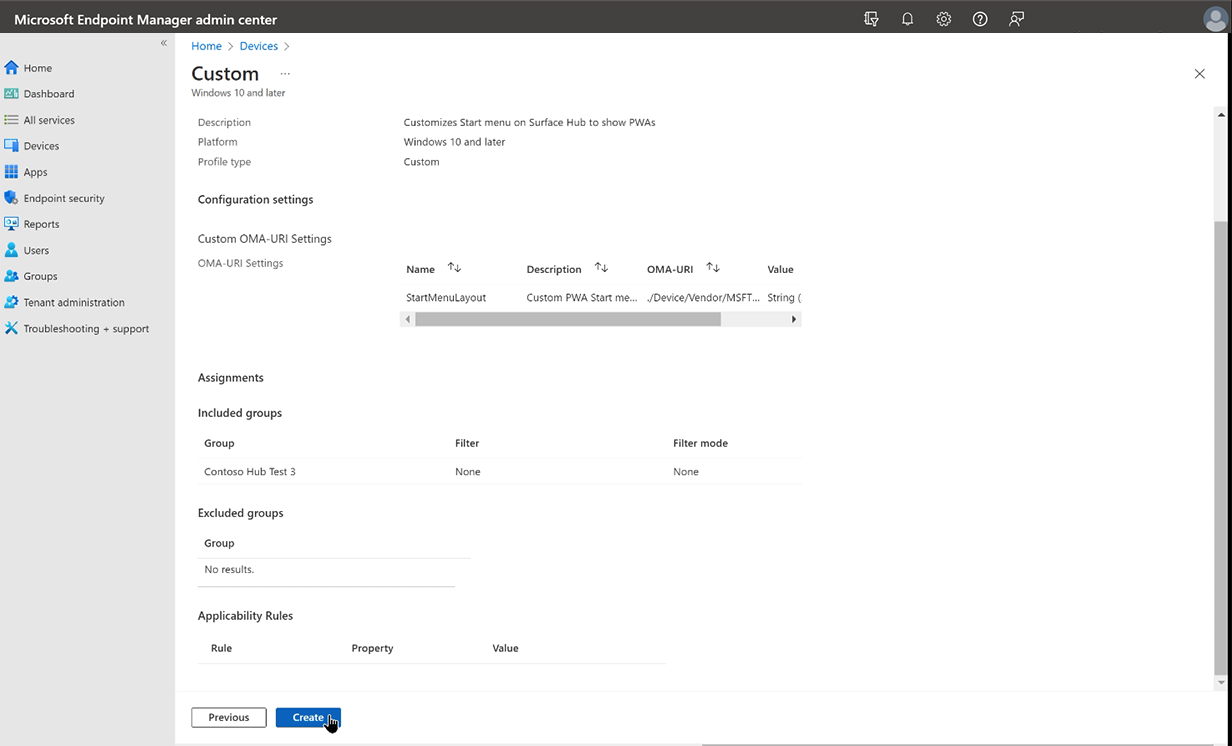 Microsoft Endpoint Manager admin center
«
Home
Dashboard
All services
Devices
Apps
Endpoint security
Reports
Users
Groups
Tenant administration
Troubleshooting + support
Home > Devices >
Custom ...
Windows 10 and later
Description Customizes Start menu on Surface Hub to show PWAs
Platform Windows 10 and later
Profile type Custom
Configuration settings
Custom OMA-URI Settings
OMA-URI Settings
Name ↑↓ Description ↑↓ OMA-URI ↑↓ Value
StartMenuLayout Custom PWA Start me... ./Device/Vendor/MSFT... String (
Assignments
Included groups
Group Filter Filter mode
Contoso Hub Test 3 None None
Excluded groups
Group
No results.
Applicability Rules
Rule Property Value
Previous Create